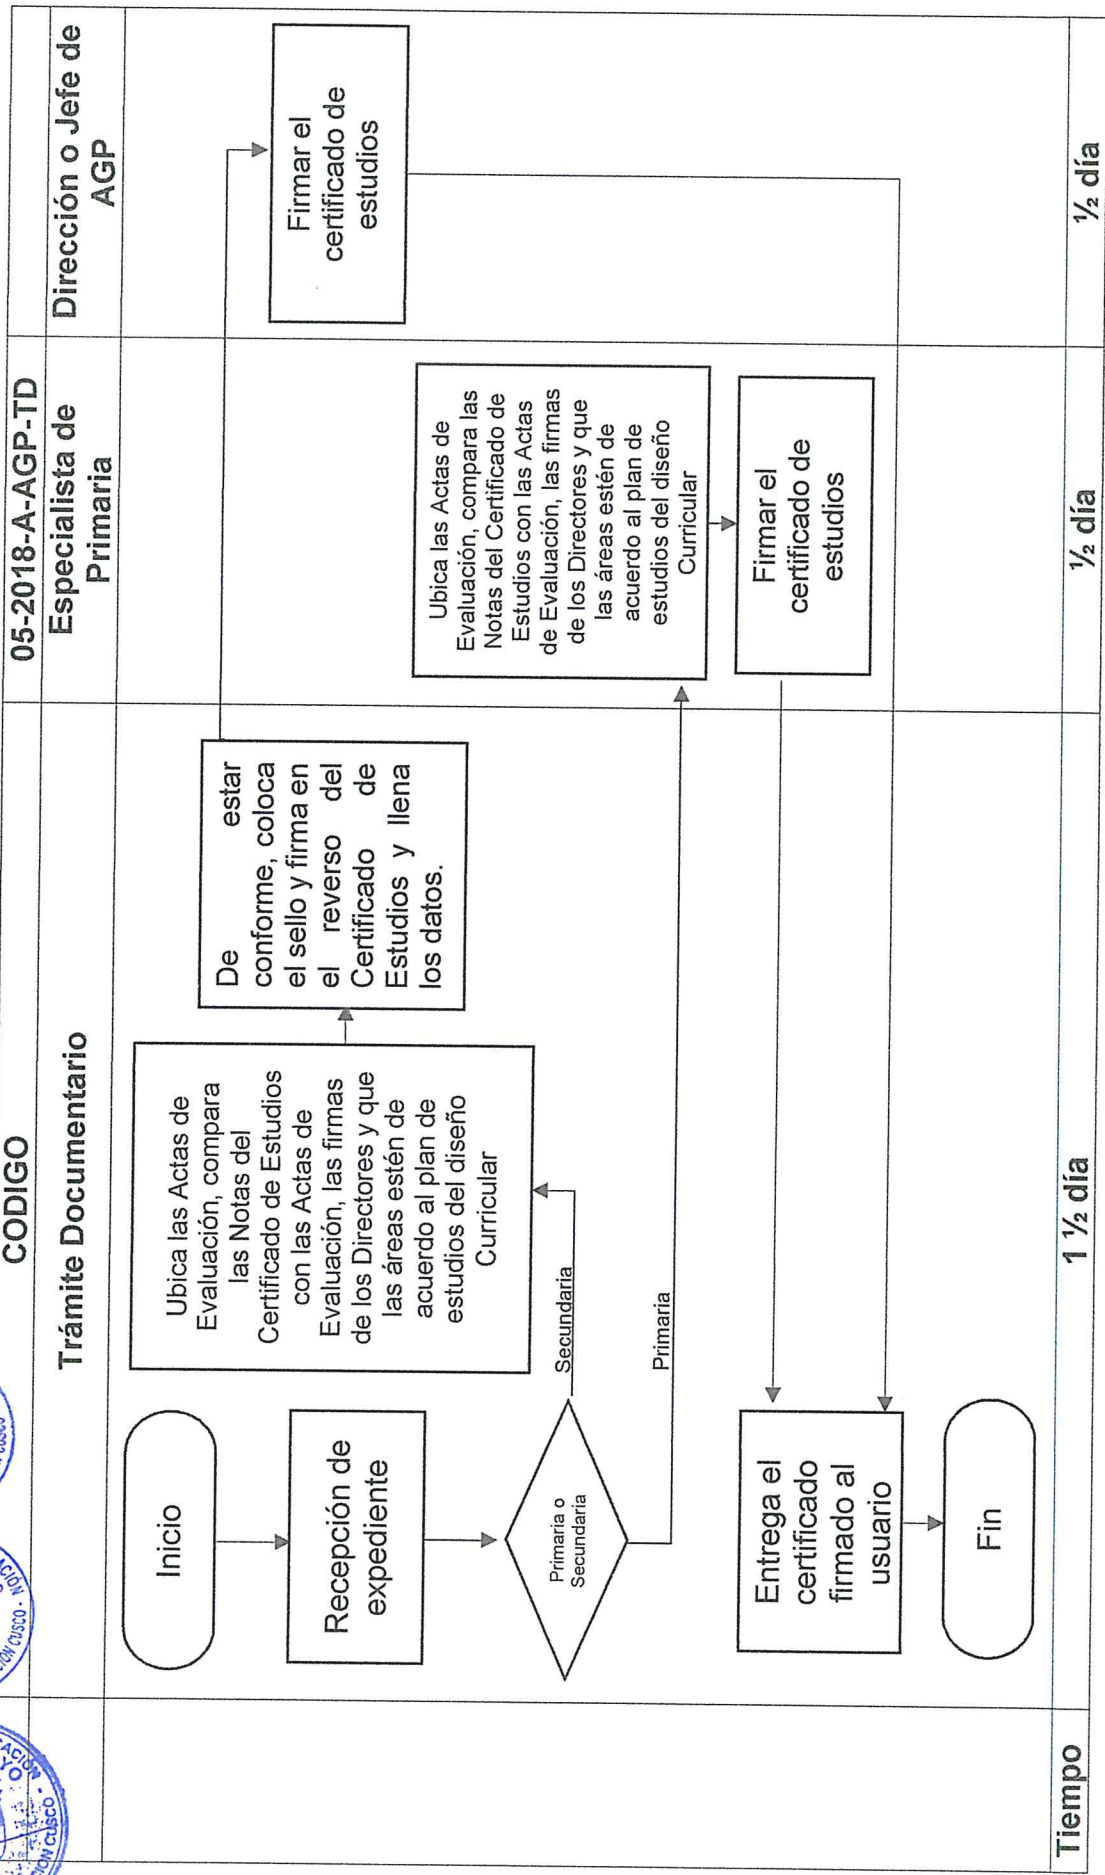 CODIGO
05-2018-A-AGP-TD
Trámite Documentario
Especialista de
Primaria
Dirección o Jefe de
AGP
Inicio
Recepción de
expediente
Primaria o
Secundaria
Secundaria
Primaria
Ubica las Actas de
Evaluación, compara
las Notas del
Certificado de Estudios
con las Actas de
Evaluación, las firmas
de los Directores y que
las áreas estén de
acuerdo al plan de
estudios del diseño
Curricular
De estar
conforme, coloca
el sello y firma en
el reverso del
Certificado de
Estudios y llena
los datos.
Ubica las Actas de
Evaluación, compara las
Notas del Certificado de
Estudios con las Actas
de Evaluación, las firmas
de los Directores y que
las áreas estén de
acuerdo al plan de
estudios del diseño
Curricular
Firmar el
certificado de
estudios
Firmar el
certificado de
estudios
Entrega el
certificado
firmado al
usuario
Fin
Tiempo
1 ½ día
½ día
½ día
CUSCO